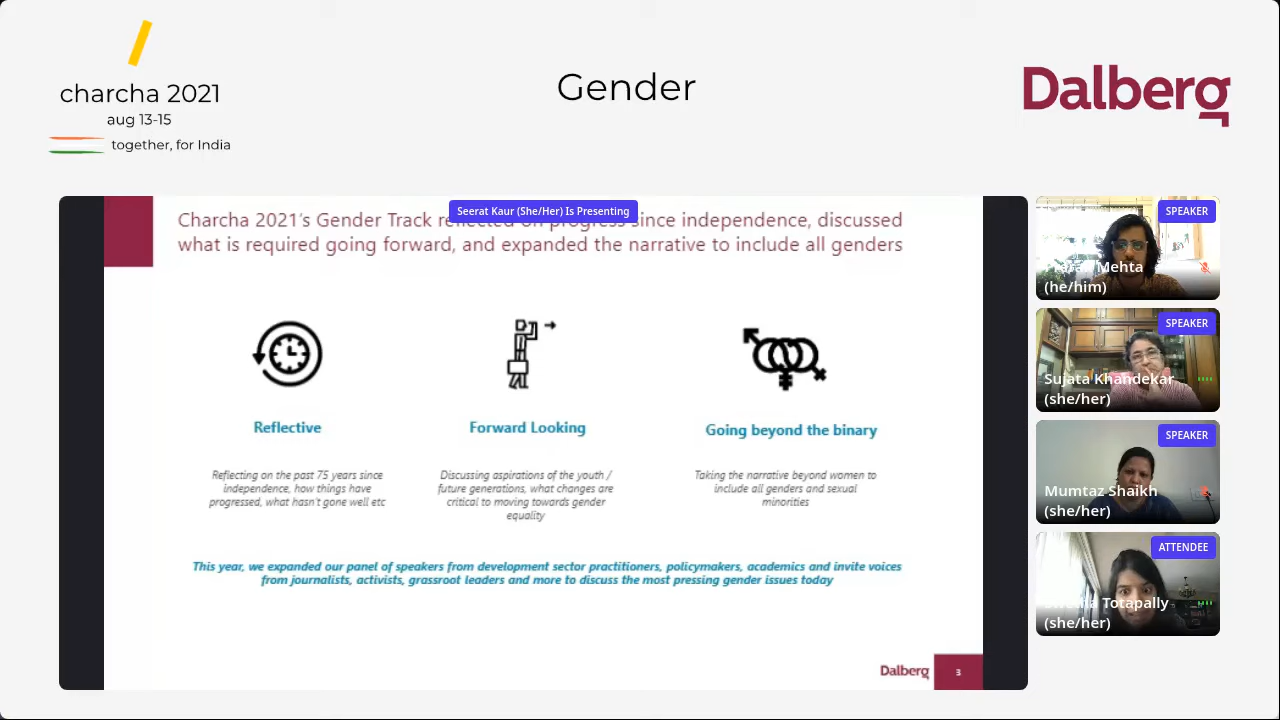 charcha 2021
aug 13-15
together, for India
Gender
Dalberg
Seerat Kaur (She/Her) Is Presenting
Charcha 2021's Gender Track reflected on progress since independence, discussed
what is required going forward, and expanded the narrative to include all genders
Reflective
Reflecting on the past 75 years since
independence, how things have
progressed, what hasn't gone well etc
Forward Looking
Discussing aspirations of the youth /
future generations, what changes are
critical to moving towards gender
equality
Going beyond the binary
Taking the narrative beyond women to
include all genders and sexual
minorities
This year, we expanded our panel of speakers from development sector practitioners, policymakers, academics and invite voices
from journalists, activists, grassroot leaders and more to discuss the most pressing gender issues today
Dalberg
3
SPEAKER
Mehta
(he/him)
SPEAKER
Sujata Khandekar
(she/her)
SPEAKER
Mumtaz Shaikh
(she/her)
ATTENDEE
Totapally
(she/her)